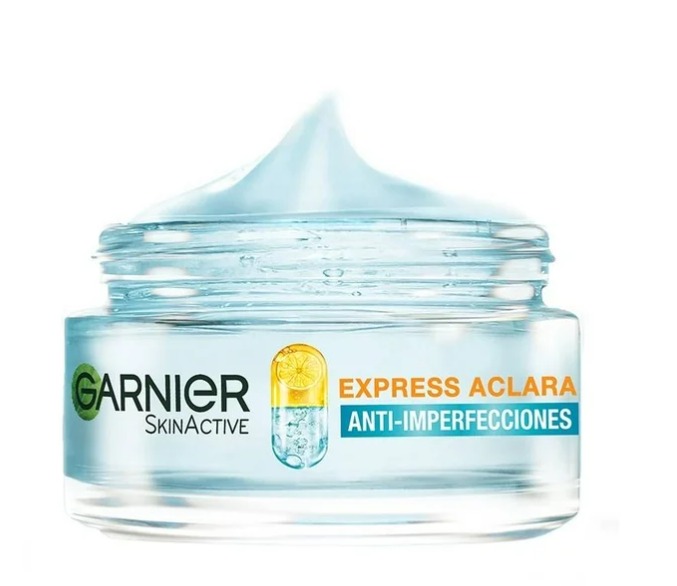 GARNIER
SKINACTIVE
EXPRESS ACLARA
ANTI-IMPERFECCIONES